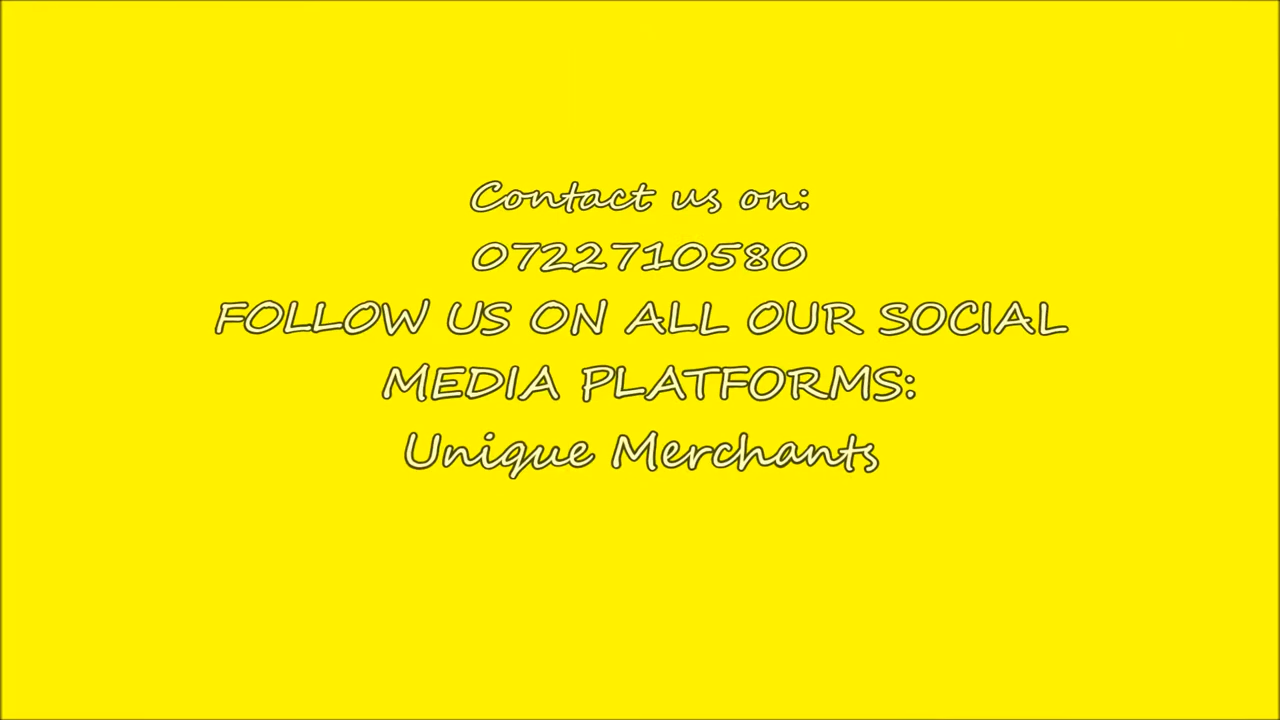 Contact us on:
0722710580
FOLLOW US ON ALL OUR SOCIAL
MEDIA PLATFORMS:
Unique Merchants